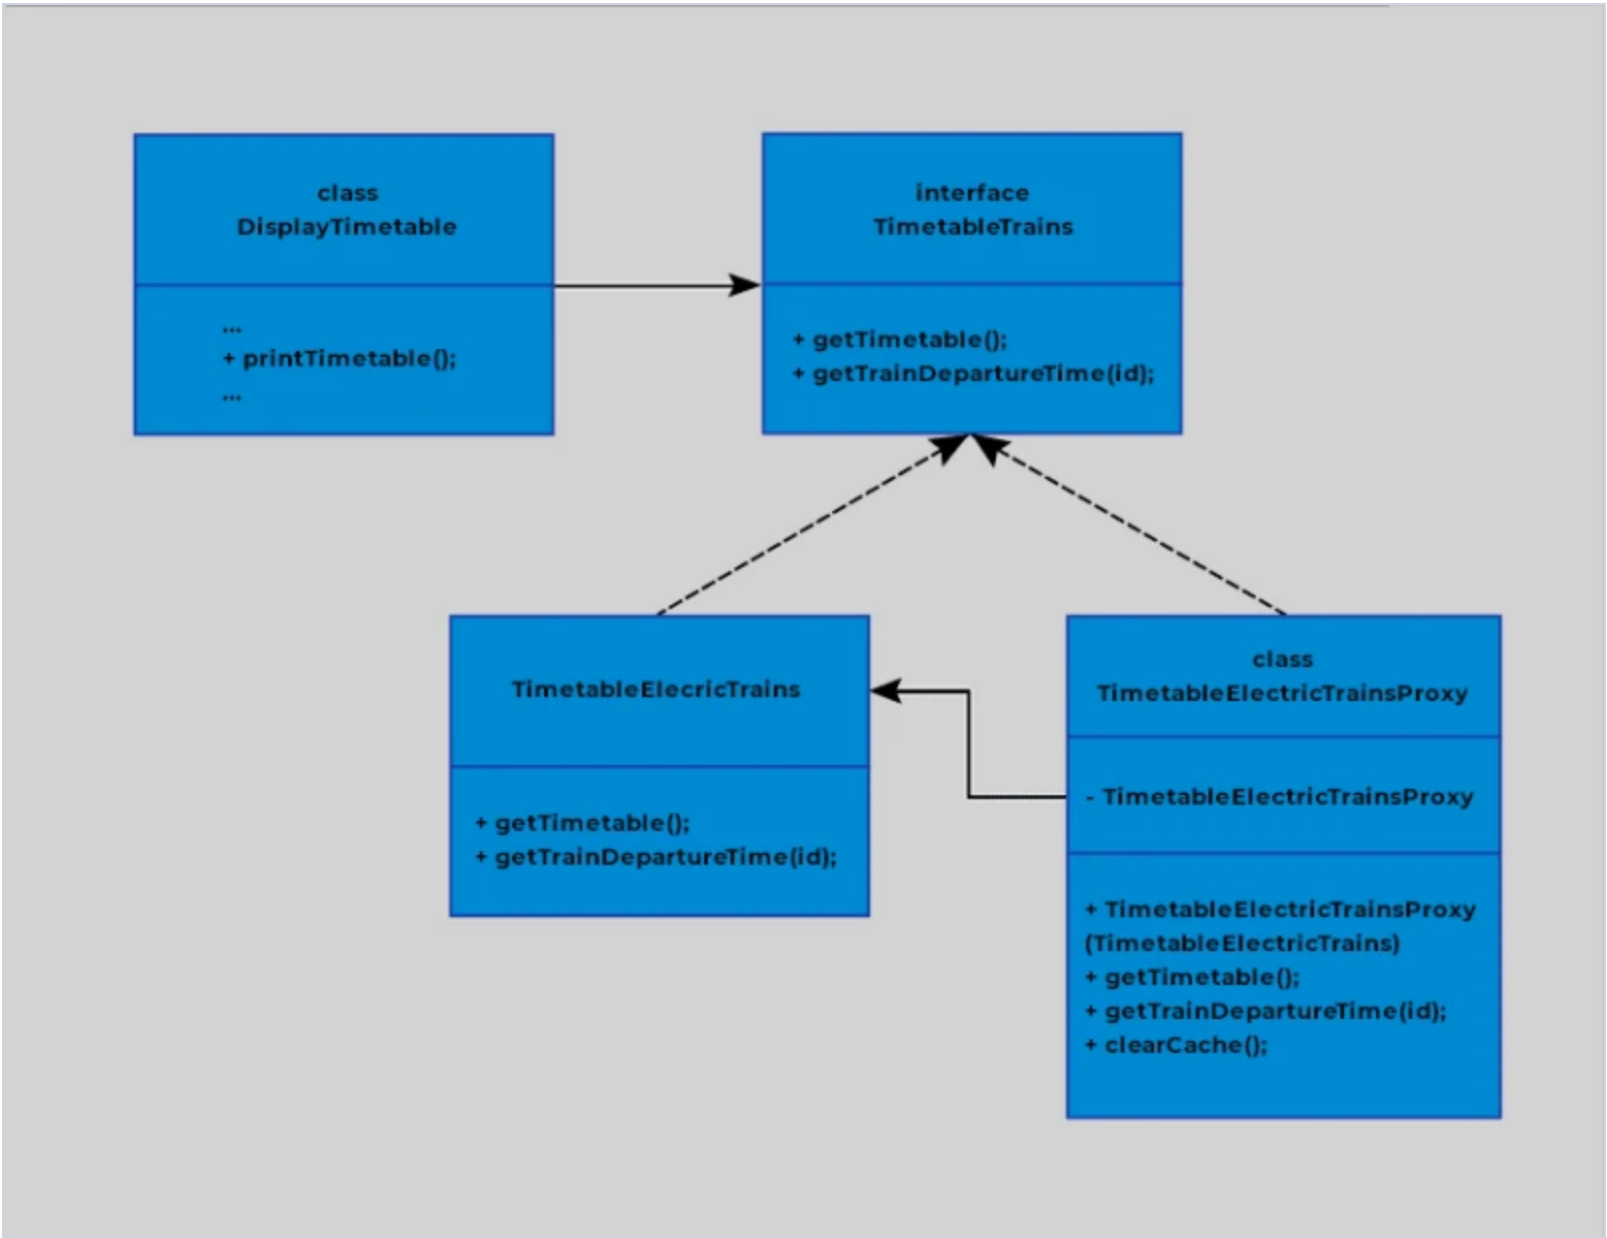 class
DisplayTimetable
...
+ printTimetable();
...
interface
TimetableTrains
+ getTimetable();
+ getTrainDepartureTime(id);
TimetableElecricTrains
+ getTimetable();
+ getTrainDepartureTime(id);
class
TimetableElectricTrainsProxy
- TimetableElectricTrainsProxy
+ TimetableElectricTrainsProxy
(TimetableElectricTrains)
+ getTimetable();
+ getTrainDepartureTime(id);
+ clearCache();